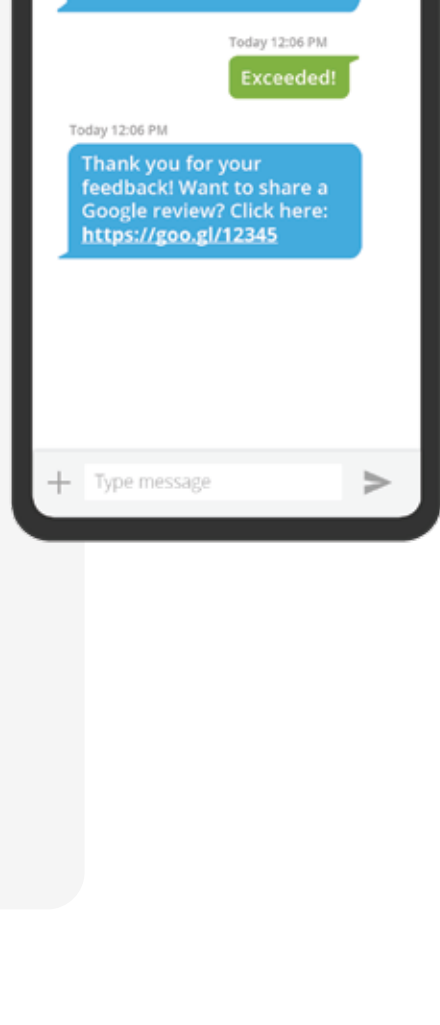 Today 12:06 PM
Exceeded!
Today 12:06 PM
Thank you for your
feedback! Want to share a
Google review? Click here:
https://goo.gl/12345
Type message